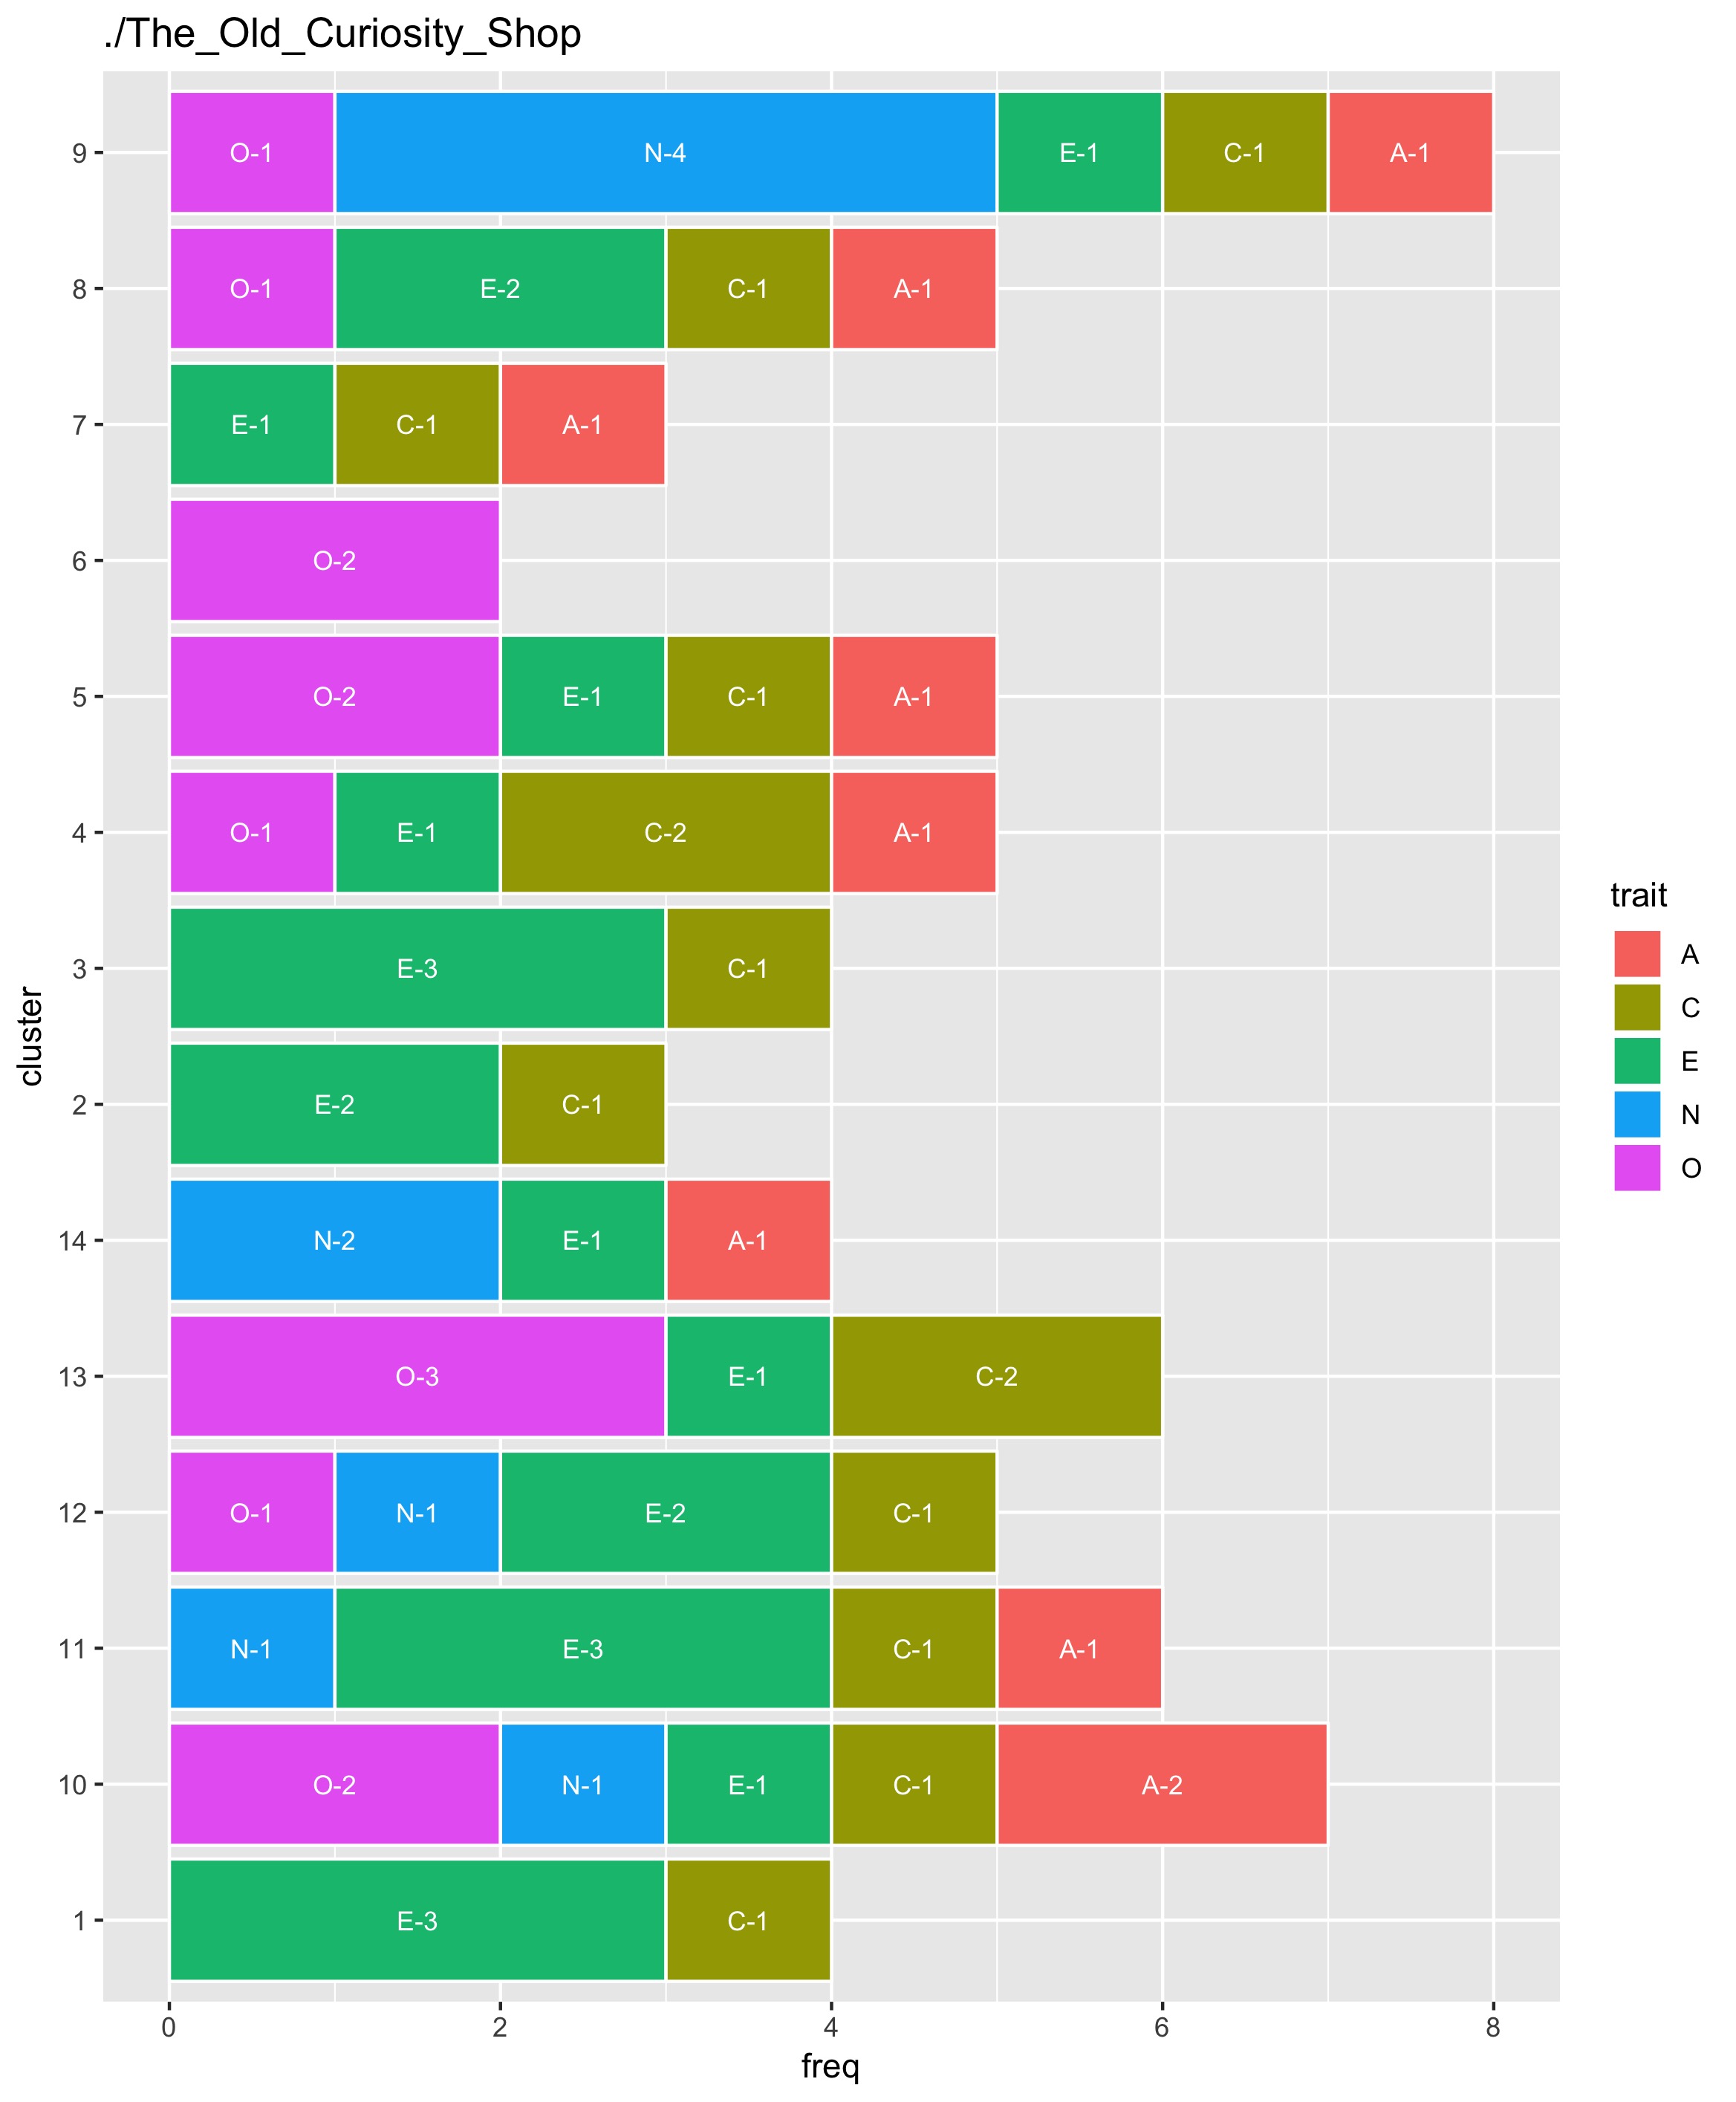 ./The_Old_Curiosity_Shop
9 O-1 N-4 E-1 C-1 A-1
8 O-1 E-2 C-1 A-1
7 E-1 C-1 A-1
6 O-2
5 O-2 E-1 C-1 A-1
4 O-1 E-1 C-2 A-1
3 E-3 C-1
2 E-2 C-1
14 N-2 E-1 A-1
13 O-3 E-1 C-2
12 O-1 N-1 E-2 C-1
11 N-1 E-3 C-1 A-1
10 O-2 N-1 E-1 C-1 A-2
1 E-3 C-1
0 2 4 6 8
freq
cluster
trait
A
C
E
N
O